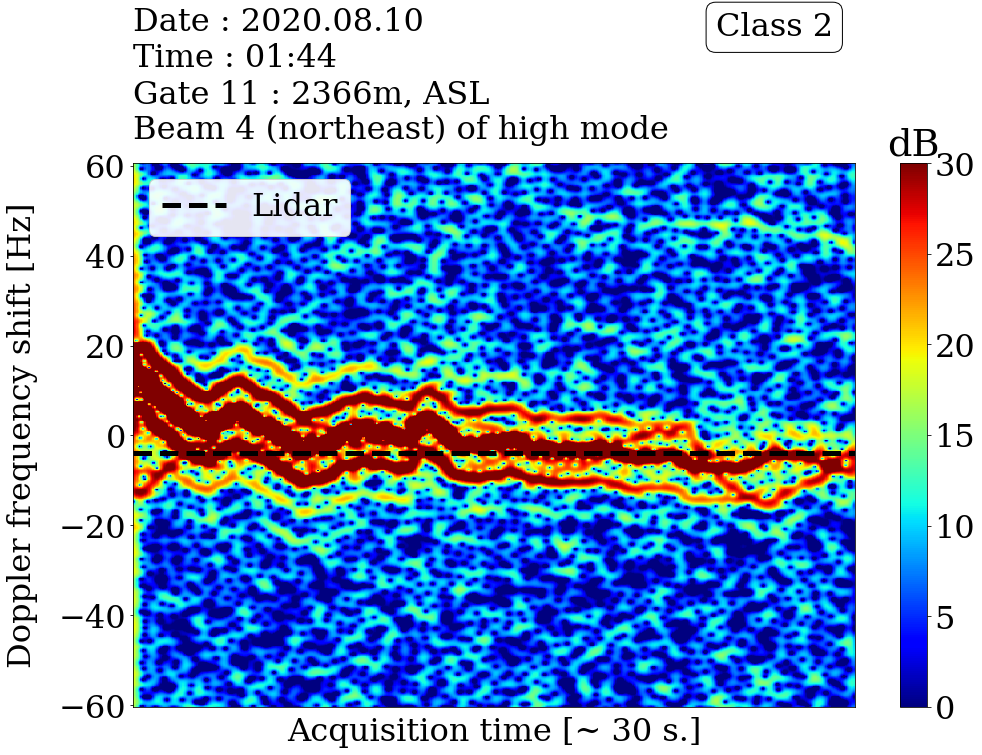 Date : 2020.08.10
Time : 01:44
Gate 11 : 2366m, ASL
Beam 4 (northeast) of high mode
Class 2
dB
Lidar
Doppler frequency shift [Hz]
60
40
20
0
−20
−40
−60
30
25
20
15
10
5
0
Acquisition time [~ 30 s.]